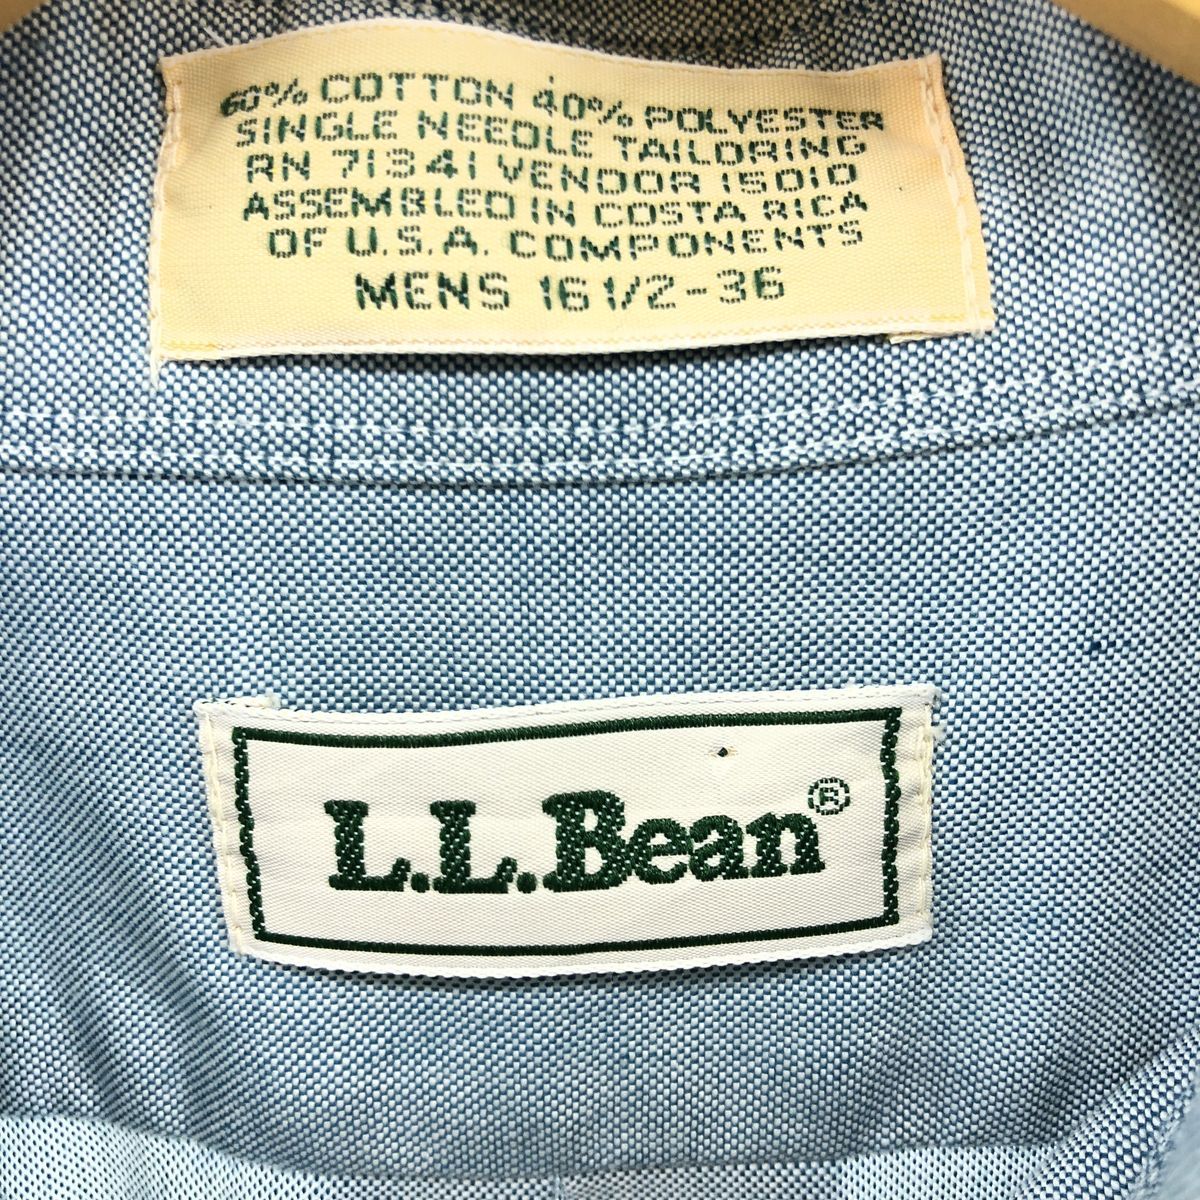 60% COTTON 40% POLYESTER
SINGLE NEEDLE TAILORING
RN 71341 VENDOR 15010
ASSEMBLED IN COSTA RICA
OF U.S.A. COMPONENTS
MENS 16 1/2-36
L.L.Bean®